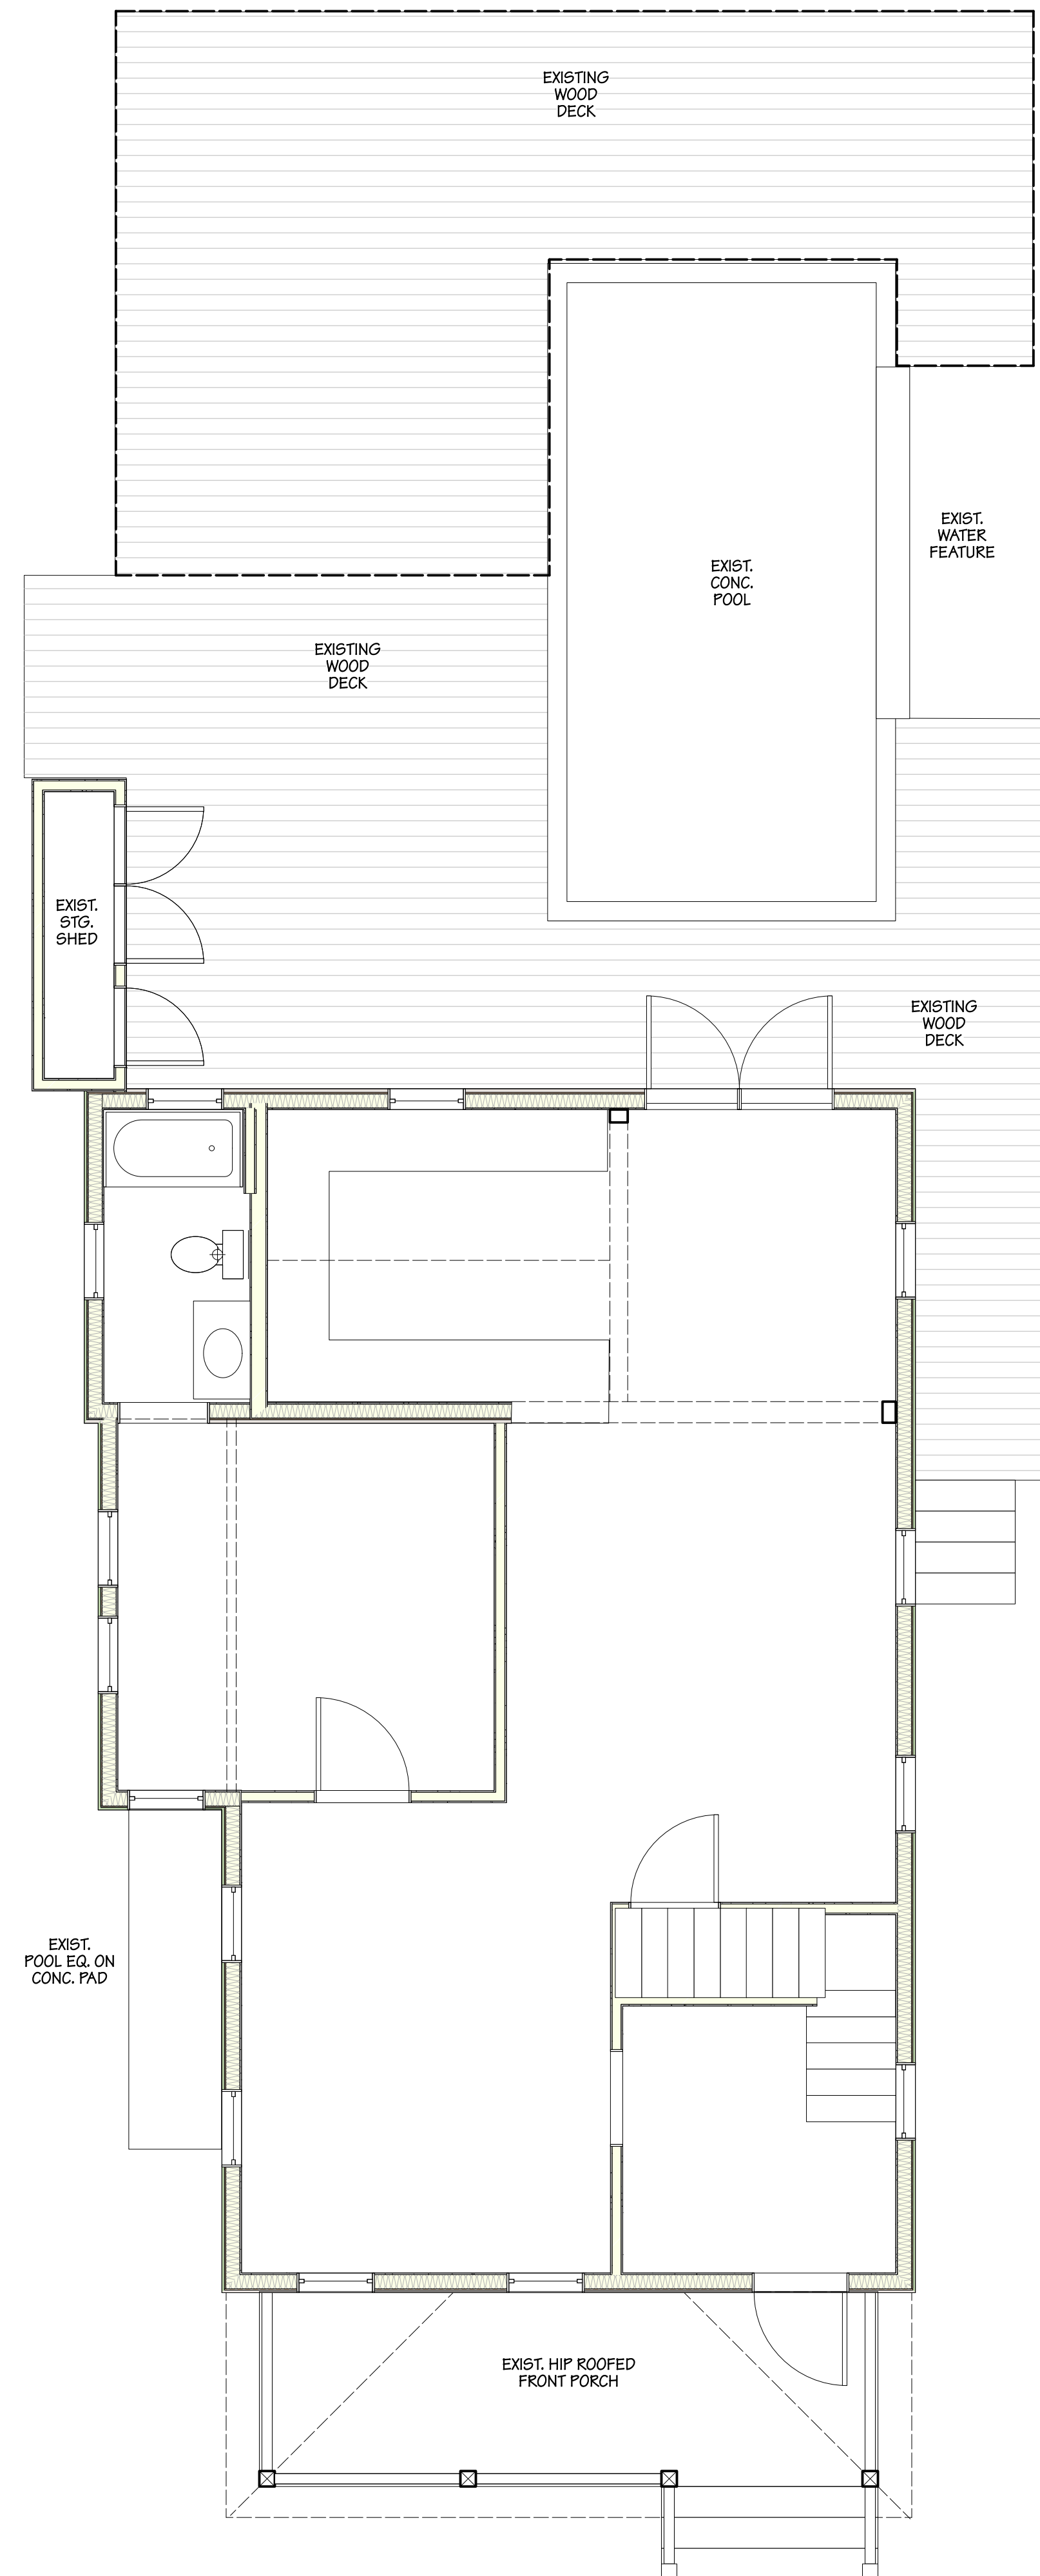 EXISTING
WOOD
DECK
EXIST.
WATER
FEATURE
EXIST.
CONC.
POOL
EXISTING
WOOD
DECK
EXIST.
STG.
SHED
EXISTING
WOOD
DECK
EXIST.
POOL EQ. ON
CONC. PAD
EXIST. HIP ROOFED
FRONT PORCH